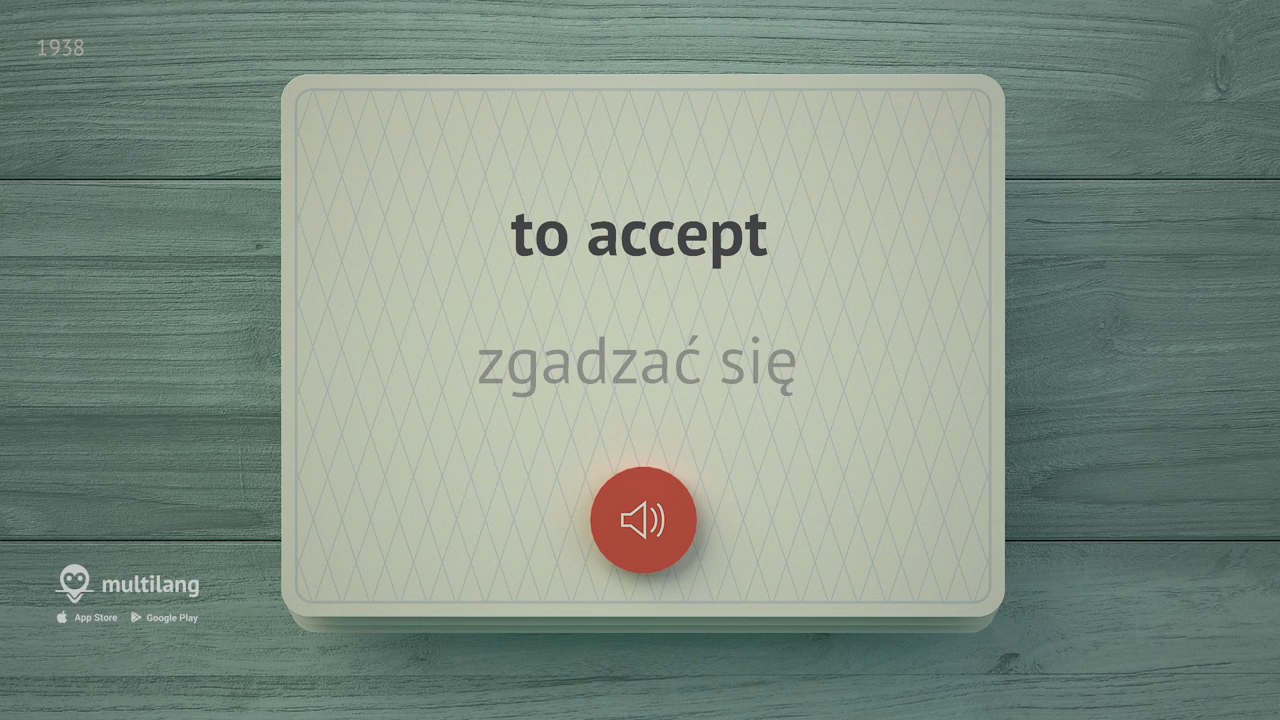 1938
to accept
zgadzać się
multilang
App Store
Google Play